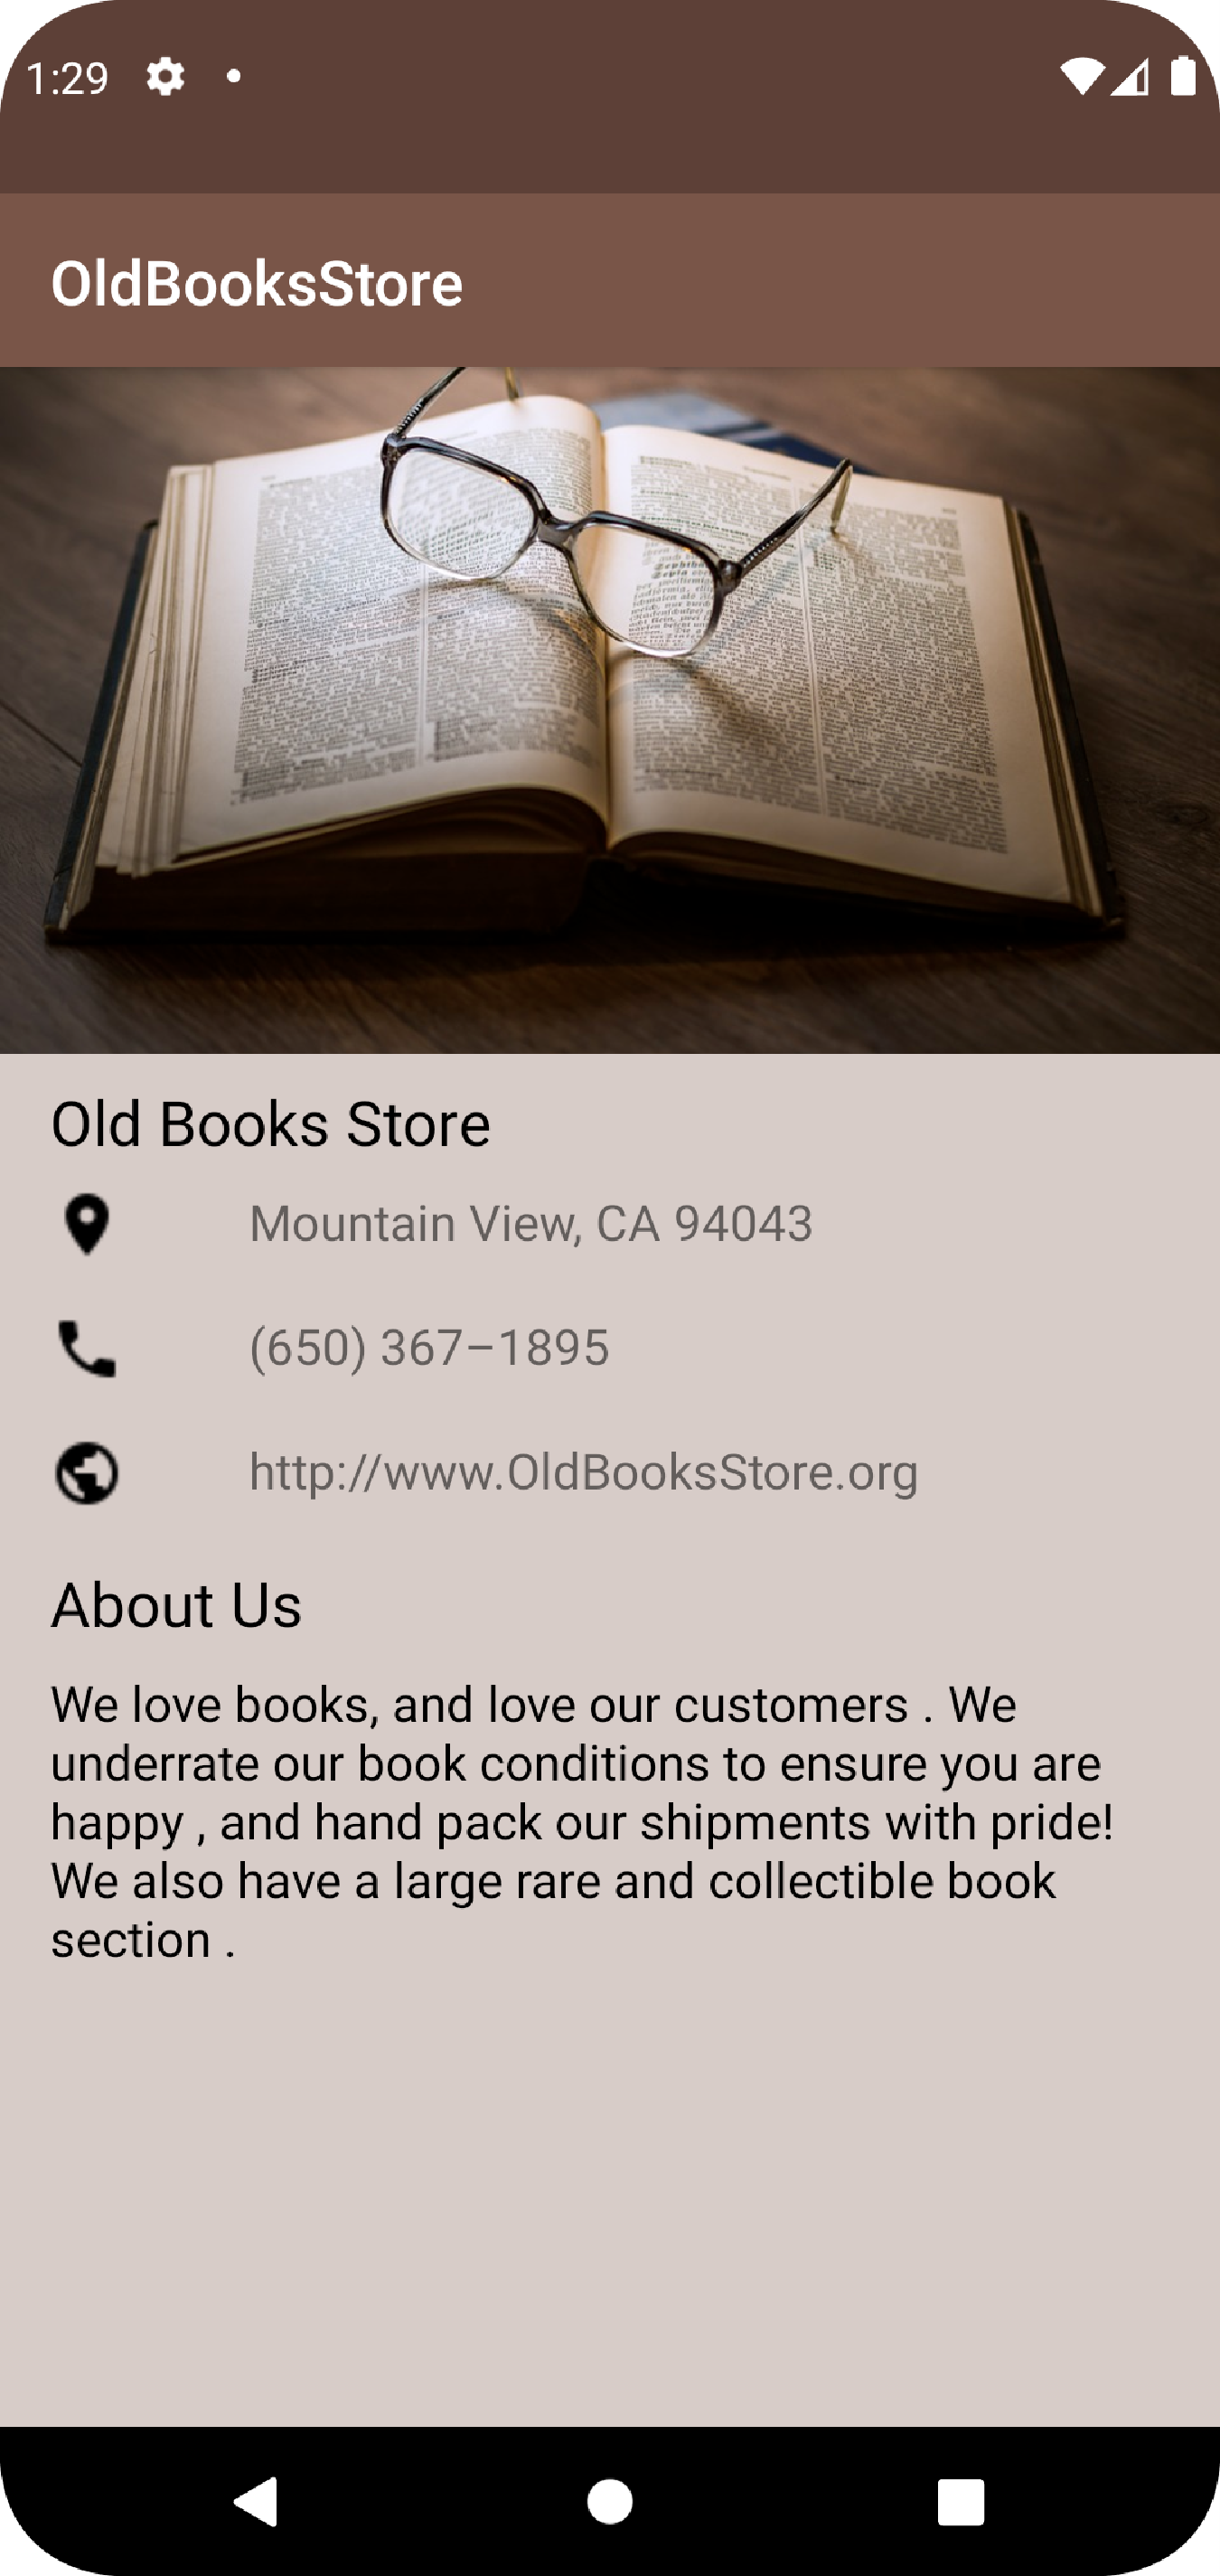 1:29
OldBooksStore
Old Books Store
Mountain View, CA 94043
(650) 367–1895
http://www.OldBooksStore.org
About Us
We love books, and love our customers . We
underrate our book conditions to ensure you are
happy , and hand pack our shipments with pride!
We also have a large rare and collectible book
section .